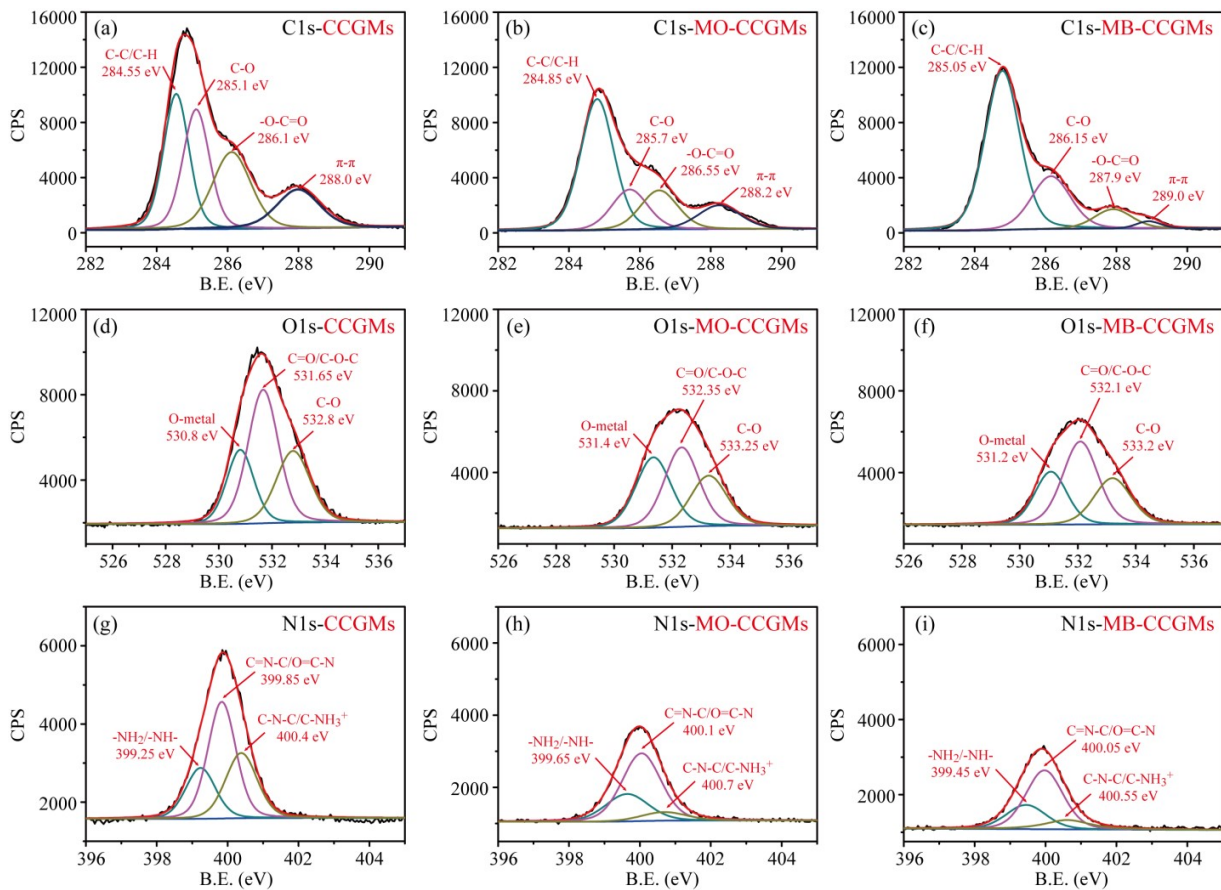 (a) C1s-CCGMs
C-C/C-H
284.55 eV
C-O
285.1 eV
-O-C=O
286.1 eV
π-π
288.0 eV
CPS
16000
12000
8000
4000
0
282 284 286 288 290
B.E. (eV)
(b) C1s-MO-CCGMs
C-C/C-H
284.85 eV
C-O
285.7 eV
-O-C=O
286.55 eV
π-π
288.2 eV
CPS
16000
12000
8000
4000
0
282 284 286 288 290
B.E. (eV)
(c) C1s-MB-CCGMs
C-C/C-H
285.05 eV
C-O
286.15 eV
-O-C=O
287.9 eV
π-π
289.0 eV
CPS
16000
12000
8000
4000
0
282 284 286 288 290
B.E. (eV)
(d) O1s-CCGMs
C=O/C-O-C
531.65 eV
O-metal
530.8 eV
C-O
532.8 eV
CPS
12000
8000
4000
526 528 530 532 534 536
B.E. (eV)
(e) O1s-MO-CCGMs
C=O/C-O-C
532.35 eV
O-metal
531.4 eV
C-O
533.25 eV
CPS
12000
8000
4000
526 528 530 532 534 536
B.E. (eV)
(f) O1s-MB-CCGMs
C=O/C-O-C
532.1 eV
O-metal
531.2 eV
C-O
533.2 eV
CPS
12000
8000
4000
526 528 530 532 534 536
B.E. (eV)
(g) N1s-CCGMs
C=N-C/O=C-N
399.85 eV
-NH₂/-NH-
399.25 eV
C-N-C/C-NH₃⁺
400.4 eV
CPS
6000
4000
2000
396 398 400 402 404
B.E. (eV)
(h) N1s-MO-CCGMs
C=N-C/O=C-N
400.1 eV
-NH₂/-NH-
399.65 eV
C-N-C/C-NH₃⁺
400.7 eV
CPS
6000
4000
2000
396 398 400 402 404
B.E. (eV)
(i) N1s-MB-CCGMs
C=N-C/O=C-N
400.05 eV
-NH₂/-NH-
399.45 eV
C-N-C/C-NH₃⁺
400.55 eV
CPS
6000
4000
2000
396 398 400 402 404
B.E. (eV)